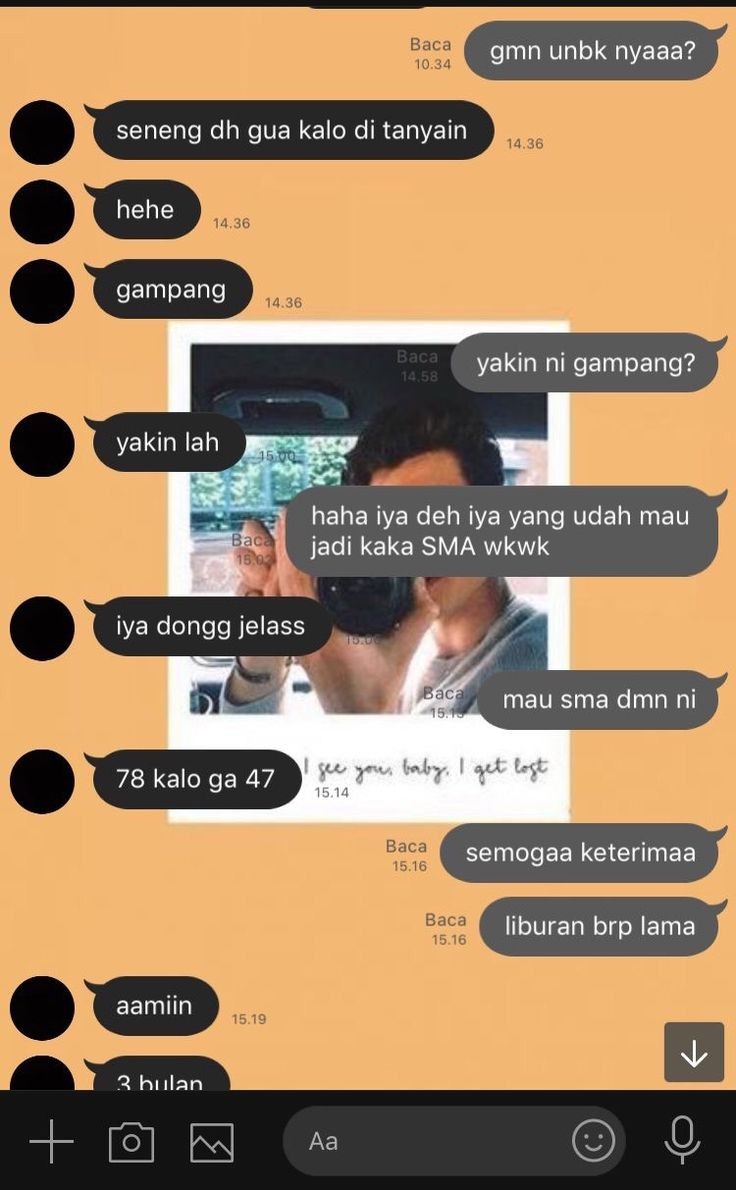 Baca
10.34
gmn unbk nyaaa?
seneng dh gua kalo di tanyain
14.36
hehe
14.36
gampang
14.36
Baca
14.58
yakin ni gampang?
yakin lah
15.00
Baca
15.02
haha iya deh iya yang udah mau
jadi kaka SMA wkwk
iya dongg jelass
15.06
Baca
15.13
mau sma dmn ni
78 kalo ga 47
15.14
I see you, baby, I get lost
Baca
15.16
semogaa keterimaa
Baca
15.16
liburan brp lama
aamiin
15.19
3 bulan
Aa